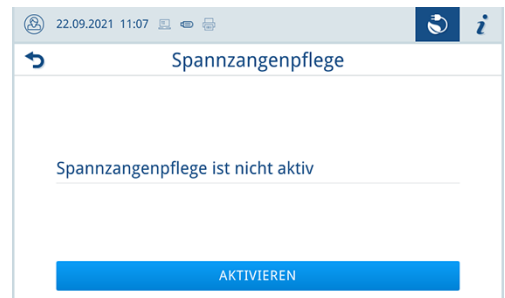 22.09.2021 11:07
i
Spannzangenpflege
Spannzangenpflege ist nicht aktiv
AKTIVIEREN